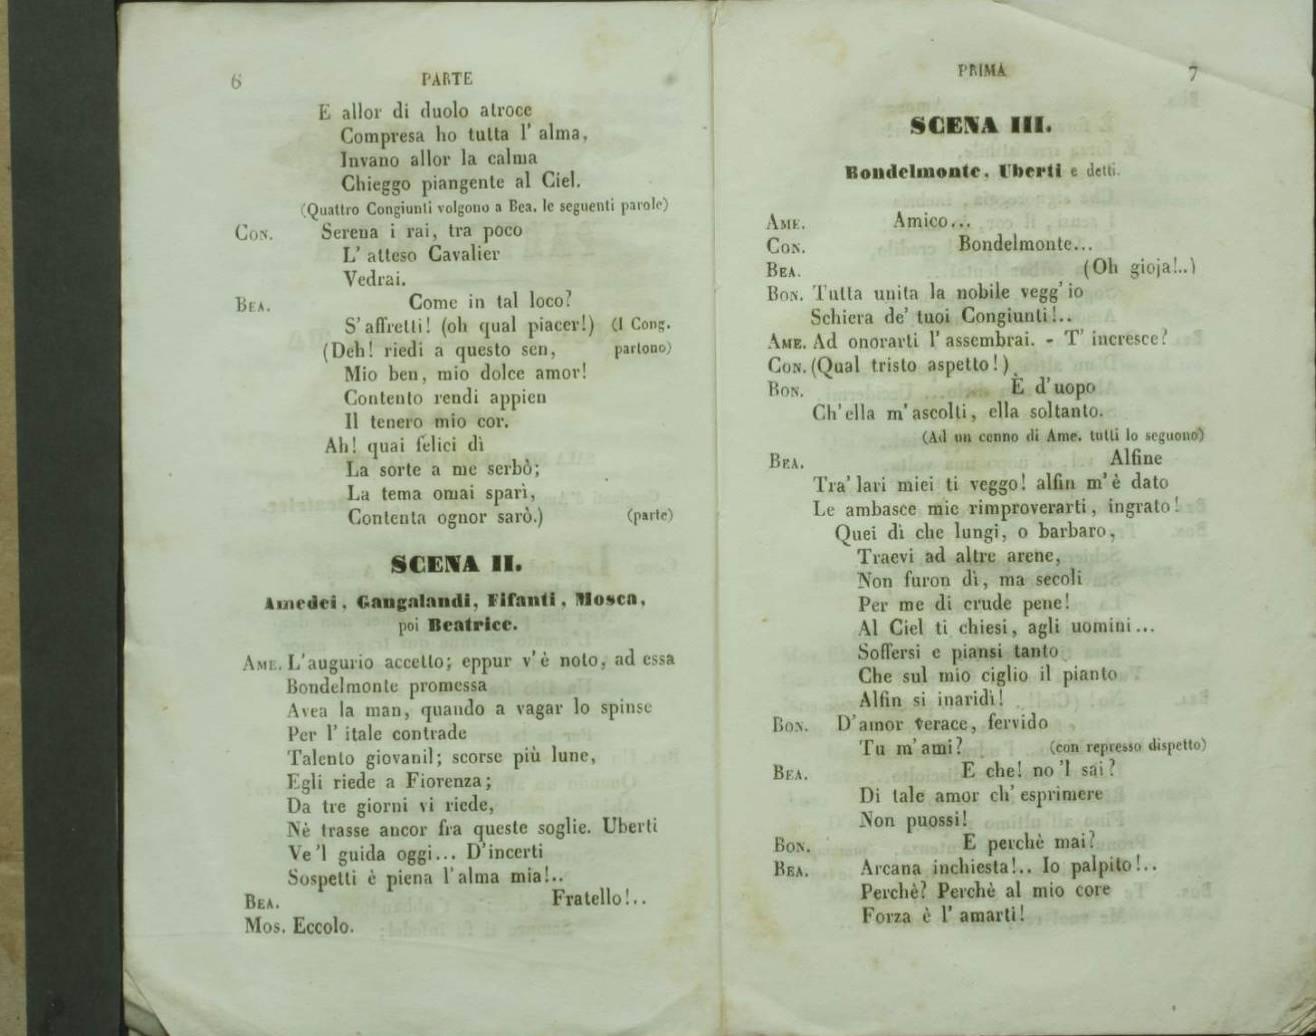 6
PARTE
E allor di duolo atroce
Compresa ho tutta l' alma,
Invano allor la calma
Chieggo piangente al Ciel.
(Quattro Congiunti volgono a Bea. le seguenti parole)
CON. Serena i rai, tra poco
L' atteso Cavalier
Vedrai.
BEA. Come in tal loco?
S' affretti! (oh qual piacer!) (I Cong.
(Deh! riedi a questo sen, partono)
Mio ben, mio dolce amor!
Contento rendi appien
Il tenero mio cor.
Ah! quai felici dì
La sorte a me serbò;
La tema omai sparì,
Contenta ognor sarò.) (parte)
SCENA II.
Amedei, Gangalandi, Fifanti, Mosca,
poi Beatrice.
AME. L'augurio accetto; eppur v'è noto, ad essa
Bondelmonte promessa
Avea la man, quando a vagar lo spinse
Per l' itale contrade
Talento giovanil; scorse più lune,
Egli riede a Fiorenza;
Da tre giorni vi riede,
Nè trasse ancor fra queste soglie. Uberti
Ve 'l guida oggi... D'incerti
Sospetti è piena l'alma mia!..
BEA. Fratello!..
MOS. Eccolo.
PRIMA
7
SCENA III.
Bondelmonte, Uberti e detti.
AME. Amico...
CON. Bondelmonte...
BEA. (Oh gioja!..)
BON. Tutta unita la nobile vegg' io
Schiera de' tuoi Congiunti!..
AME. Ad onorarti l' assembrai. - T' incresce?
CON. (Qual tristo aspetto!)
BON. È d' uopo
Ch' ella m' ascolti, ella soltanto.
(Ad un cenno di Ame. tutti lo seguono)
BEA. Alfine
Tra' lari miei ti veggo! alfin m' è dato
Le ambasce mie rimproverarti, ingrato!
Quei dì che lungi, o barbaro,
Traevi ad altre arene,
Non furon dì, ma secoli
Per me di crude pene!
Al Ciel ti chiesi, agli uomini...
Soffersi e piansi tanto
Che sul mio ciglio il pianto
Alfin si inaridì!
BON. D'amor verace, fervido
Tu m' ami? (con represso dispetto)
BEA. E che! no 'l sai?
Di tale amor ch' esprimere
Non puossi!
BON. E perchè mai?
BEA. Arcana inchiesta!.. Io palpito!..
Perchè? Perchè al mio core
Forza è l' amarti!